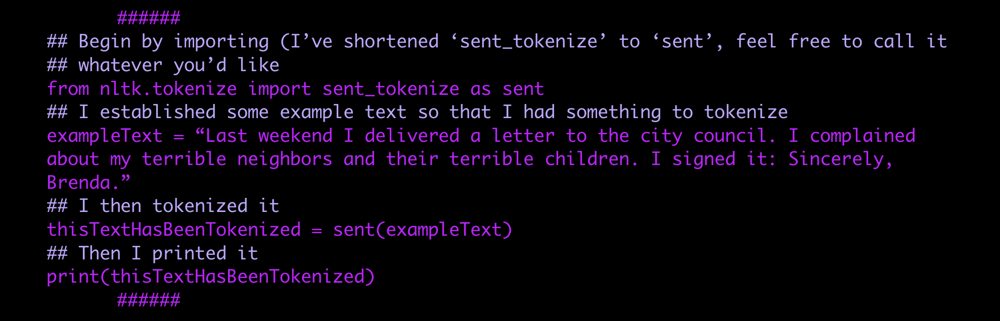 ######
## Begin by importing (I’ve shortened ‘sent_tokenize’ to ‘sent’, feel free to call it
## whatever you’d like
from nltk.tokenize import sent_tokenize as sent
## I established some example text so that I had something to tokenize
exampleText = “Last weekend I delivered a letter to the city council. I complained
about my terrible neighbors and their terrible children. I signed it: Sincerely,
Brenda.”
## I then tokenized it
thisTextHasBeenTokenized = sent(exampleText)
## Then I printed it
print(thisTextHasBeenTokenized)
######